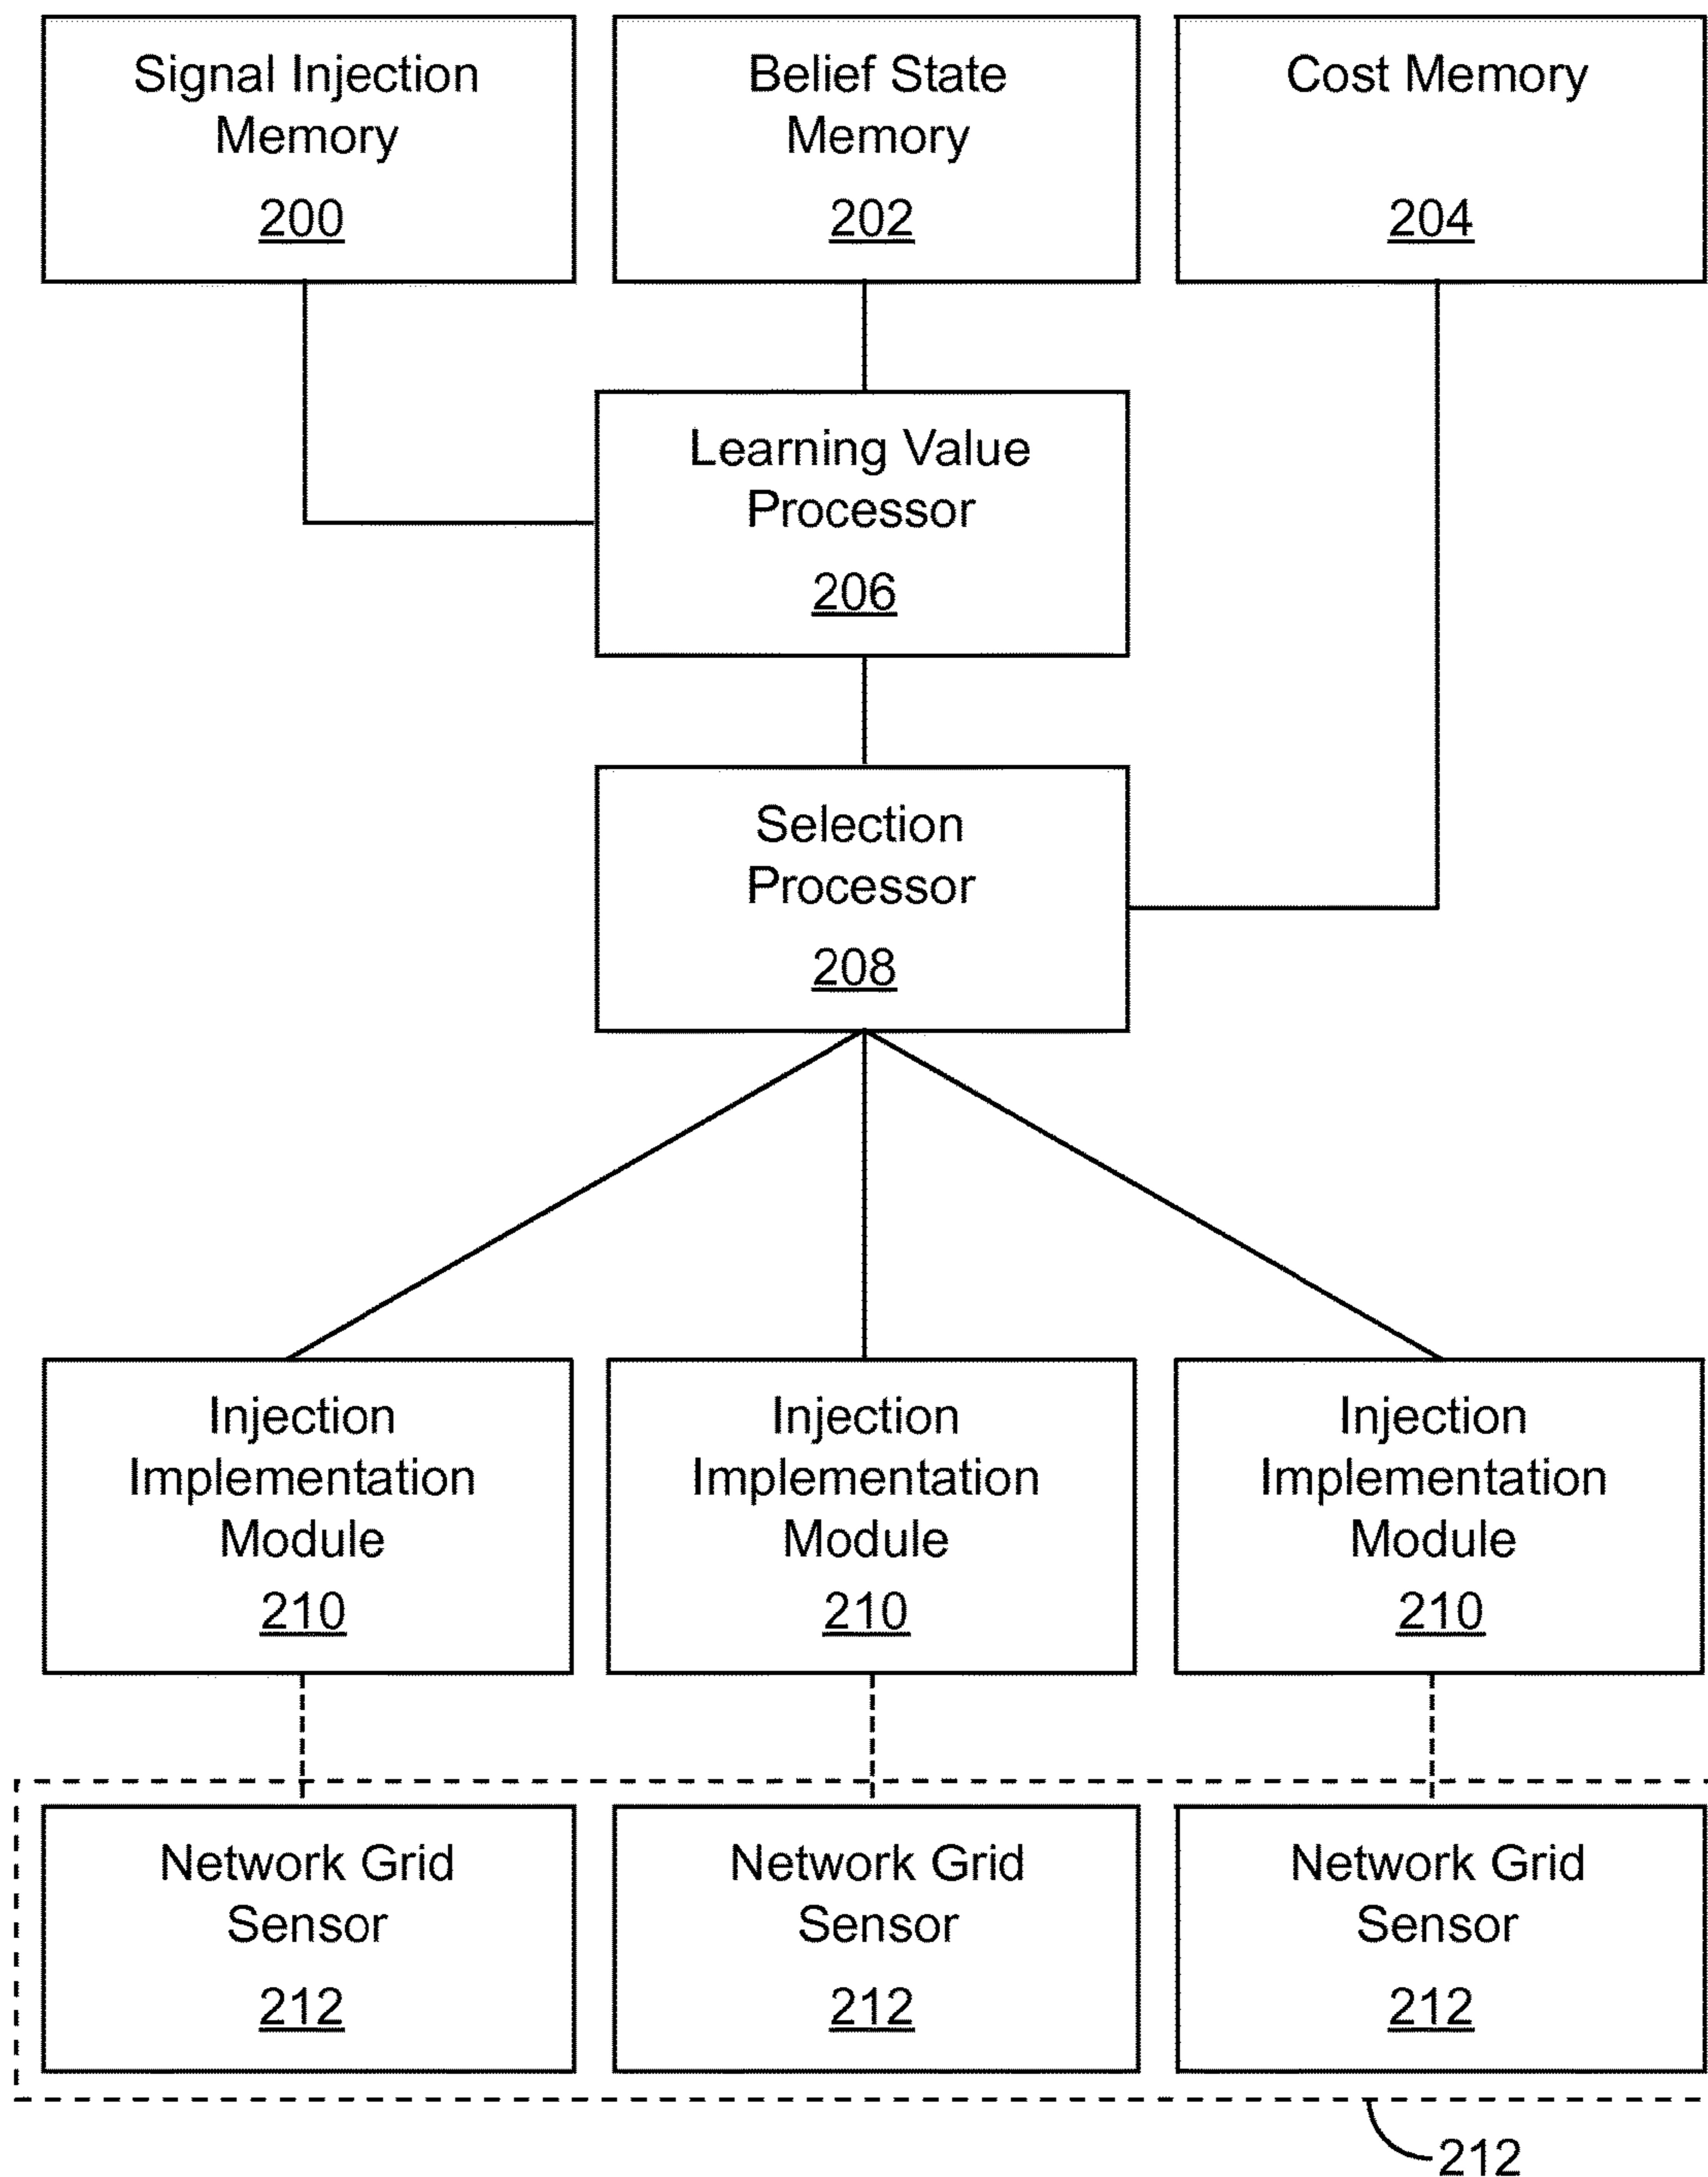 Signal Injection
Memory
200
Belief State
Memory
202
Cost Memory
204
Learning Value
Processor
206
Selection
Processor
208
Injection
Implementation
Module
210
Injection
Implementation
Module
210
Injection
Implementation
Module
210
Network Grid
Sensor
212
Network Grid
Sensor
212
Network Grid
Sensor
212
212